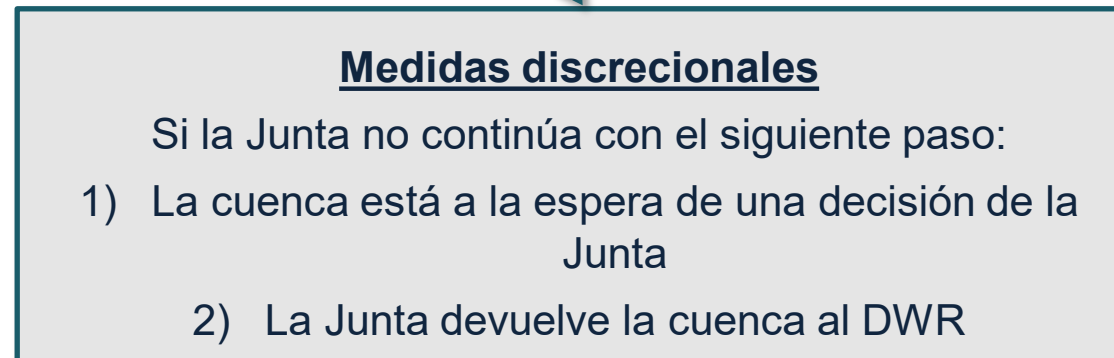 Medidas discrecionales
Si la Junta no continúa con el siguiente paso:
1) La cuenca está a la espera de una decisión de la
Junta
2) La Junta devuelve la cuenca al DWR